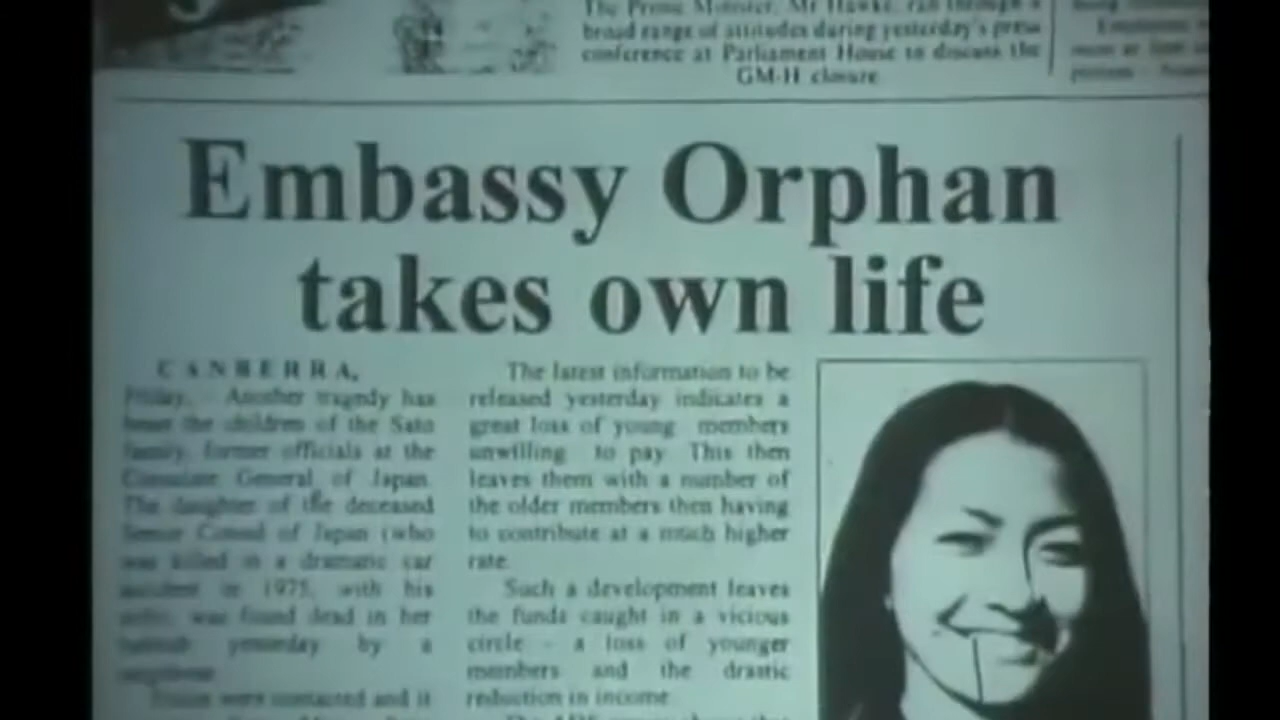 The Prime Minister, Mr Hawke, ran through a
broad range of attitudes during yesterday's press
conference at Parliament House to discuss the
GM-H closure
Embassy Orphan
takes own life
CANBERRA,
Friday, - Another tragedy has
beset the children of the Sato
family, former officials at the
Consulate General of Japan.
The daughter of the deceased
Senior Consul of Japan (who
was killed in a dramatic car
accident in 1975, with his
wife, was found dead in her
bathtub yesterday by a
neighbour
Police were contacted and it
The latest information to be
released yesterday indicates a
great loss of young members
unwilling to pay. This then
leaves them with a number of
the older members then having
to contribute at a much higher
rate.
Such a development leaves
the funds caught in a vicious
circle - a loss of younger
members and the drastic
reduction in income.